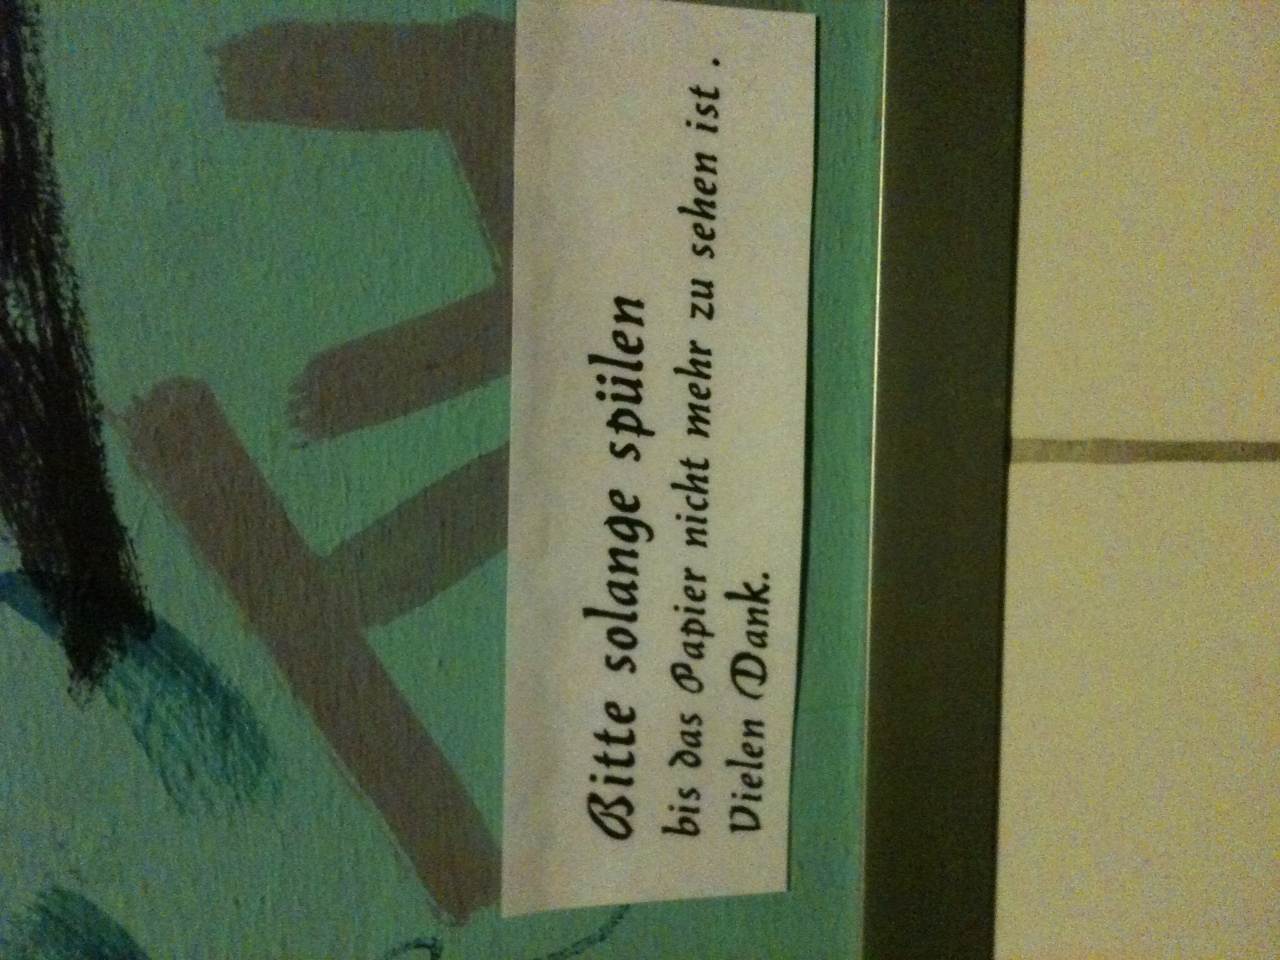 Bitte solange spülen
bis das Papier nicht mehr zu sehen ist .
Vielen Dank.